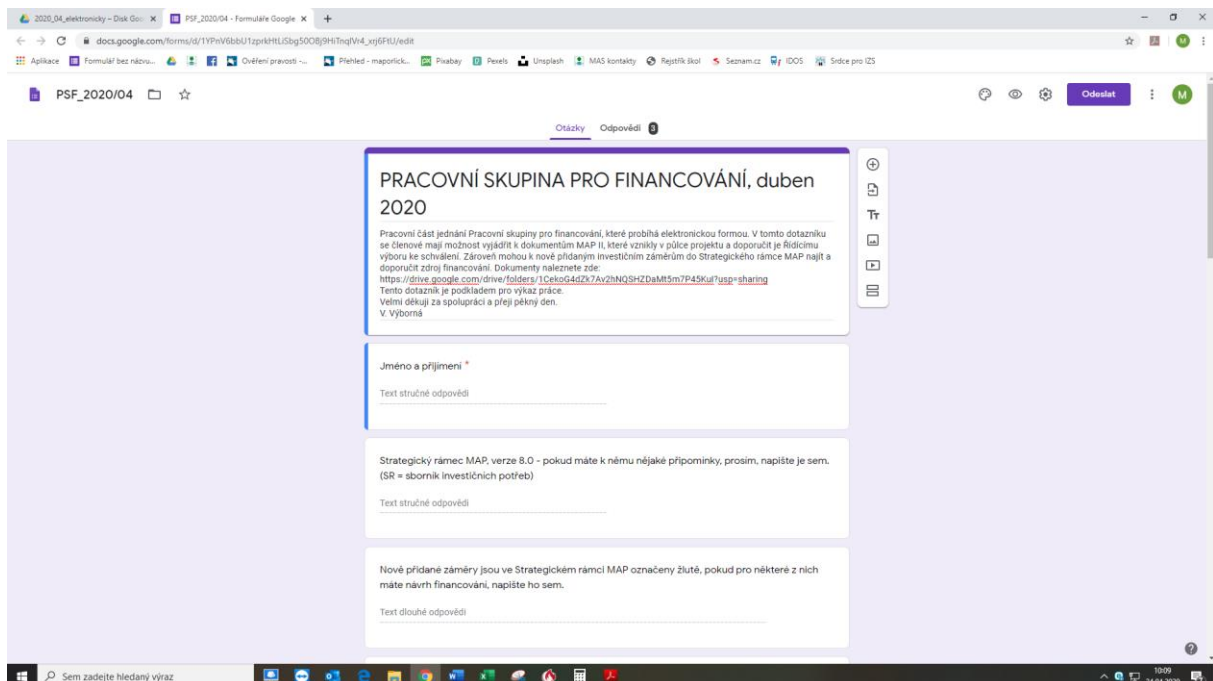 2020_04_elektronicky – Disk Goo
PSF_2020/04 - Formuláře Google
docs.google.com/forms/d/1YPnV6bbU1zprkHtLiSbg50OBj9HiTnqIVr4_xrj6FtU/edit
Aplikace Formulář bez názvu... Ověření pravosti -... Přehled - maporlick... Pixabay Pexels Unsplash MAS kontakty Rejstřík škol Seznam.cz IDOS Srdce pro IZS
PSF_2020/04
Odeslat
M
Otázky Odpovědi 3
PRACOVNÍ SKUPINA PRO FINANCOVÁNÍ, duben
2020
Pracovní část jednání Pracovní skupiny pro financování, které probíhá elektronickou formou. V tomto dotazníku
se členové mají možnost vyjádřit k dokumentům MAP II, které vznikly v půlce projektu a doporučit je Řídícímu
výboru ke schválení. Zároveň mohou k nově přidaným investičním záměrům do Strategického rámce MAP najít a
doporučit zdroj financování. Dokumenty naleznete zde:
https://drive.google.com/drive/folders/1CekoG4dZk7Av2hNQSHZDaMt5m7P45KuI?usp=sharing
Tento dotazník je podkladem pro výkaz práce.
Velmi děkuji za spolupráci a přeji pěkný den.
V. Výborná
Jméno a příjimení *
Text stručné odpovědi
Strategický rámec MAP, verze 8.0 - pokud máte k němu nějaké připomínky, prosím, napište je sem.
(SR = sborník investičních potřeb)
Text stručné odpovědi
Nově přidané záměry jsou ve Strategickém rámci MAP označeny žlutě, pokud pro některé z nich
máte návrh financování, napište ho sem.
Text dlouhé odpovědi
Sem zadejte hledaný výraz
10:09
24.04.2020